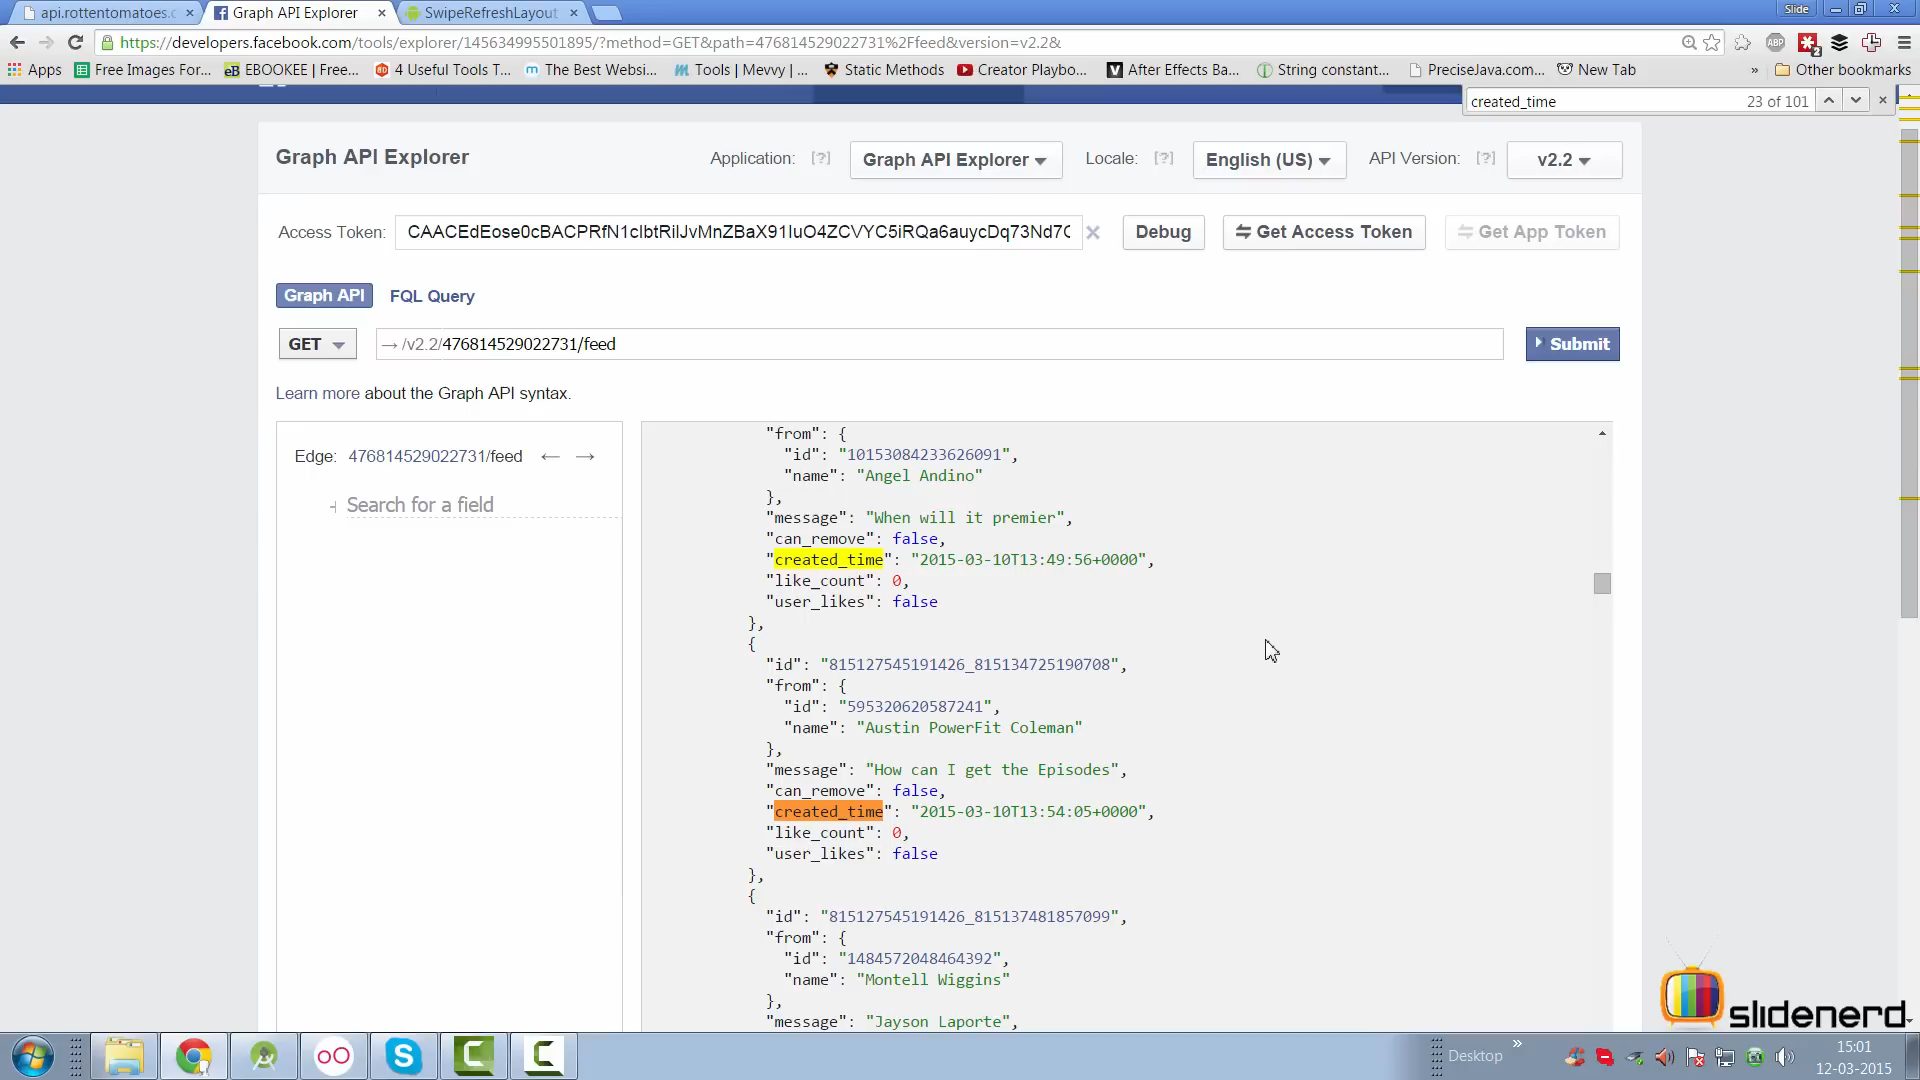 api.rottentomatoes.c
Graph API Explorer
SwipeRefreshLayout
Slide
https://developers.facebook.com/tools/explorer/145634995501895/?method=GET&path=476814529022731%2Ffeed&version=v2.2&
ABP
2
Apps
Free Images For...
EBOOKEE | Free...
4 Useful Tools T...
The Best Websi...
Tools | Mevvy | ...
Static Methods
Creator Playbo...
After Effects Ba...
String constant...
PreciseJava.com...
New Tab
»
Other bookmarks
created_time
23 of 101
Graph API Explorer
Application: [?]
Graph API Explorer
Locale: [?]
English (US)
API Version: [?]
v2.2
Access Token:
Debug
Get Access Token
Get App Token
Graph API
FQL Query
GET
→ /v2.2/476814529022731/feed
Submit
Learn more about the Graph API syntax.
Edge: 476814529022731/feed ← →
Search for a field
"from": {
"id": "10153084233626091",
"name": "Angel Andino"
},
"message": "When will it premier",
"can_remove": false,
"created_time": "2015-03-10T13:49:56+0000",
"like_count": 0,
"user_likes": false
},
{
"id": "815127545191426_815134725190708",
"from": {
"id": "595320620587241",
"name": "Austin PowerFit Coleman"
},
"message": "How can I get the Episodes",
"can_remove": false,
"created_time": "2015-03-10T13:54:05+0000",
"like_count": 0,
"user_likes": false
},
{
"id": "815127545191426_815137481857099",
"from": {
"id": "1484572048464392",
"name": "Montell Wiggins"
},
"message": "Jayson Laporte",
slidenerd
Desktop
»
15:01
12-03-2015